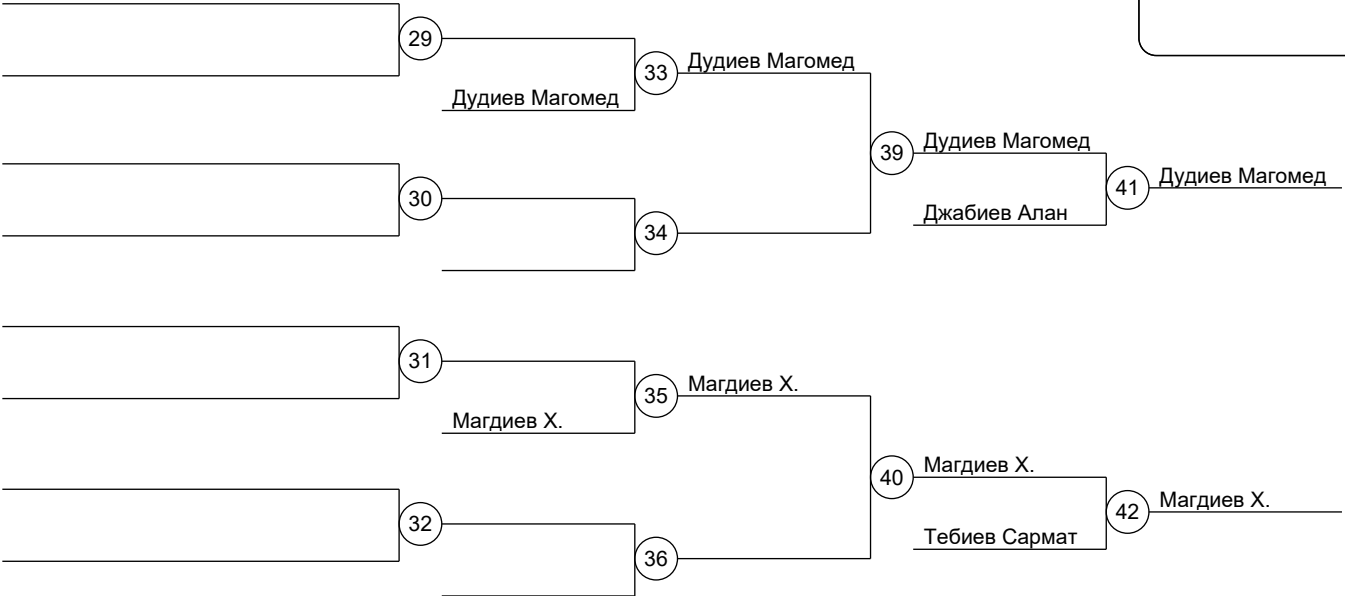 29
33
Дудиев Магомед
Дудиев Магомед
39
Дудиев Магомед
41
Дудиев Магомед
30
34
Джабиев Алан
31
35
Магдиев Х.
Магдиев Х.
40
Магдиев Х.
42
Магдиев Х.
32
36
Тебиев Сармат